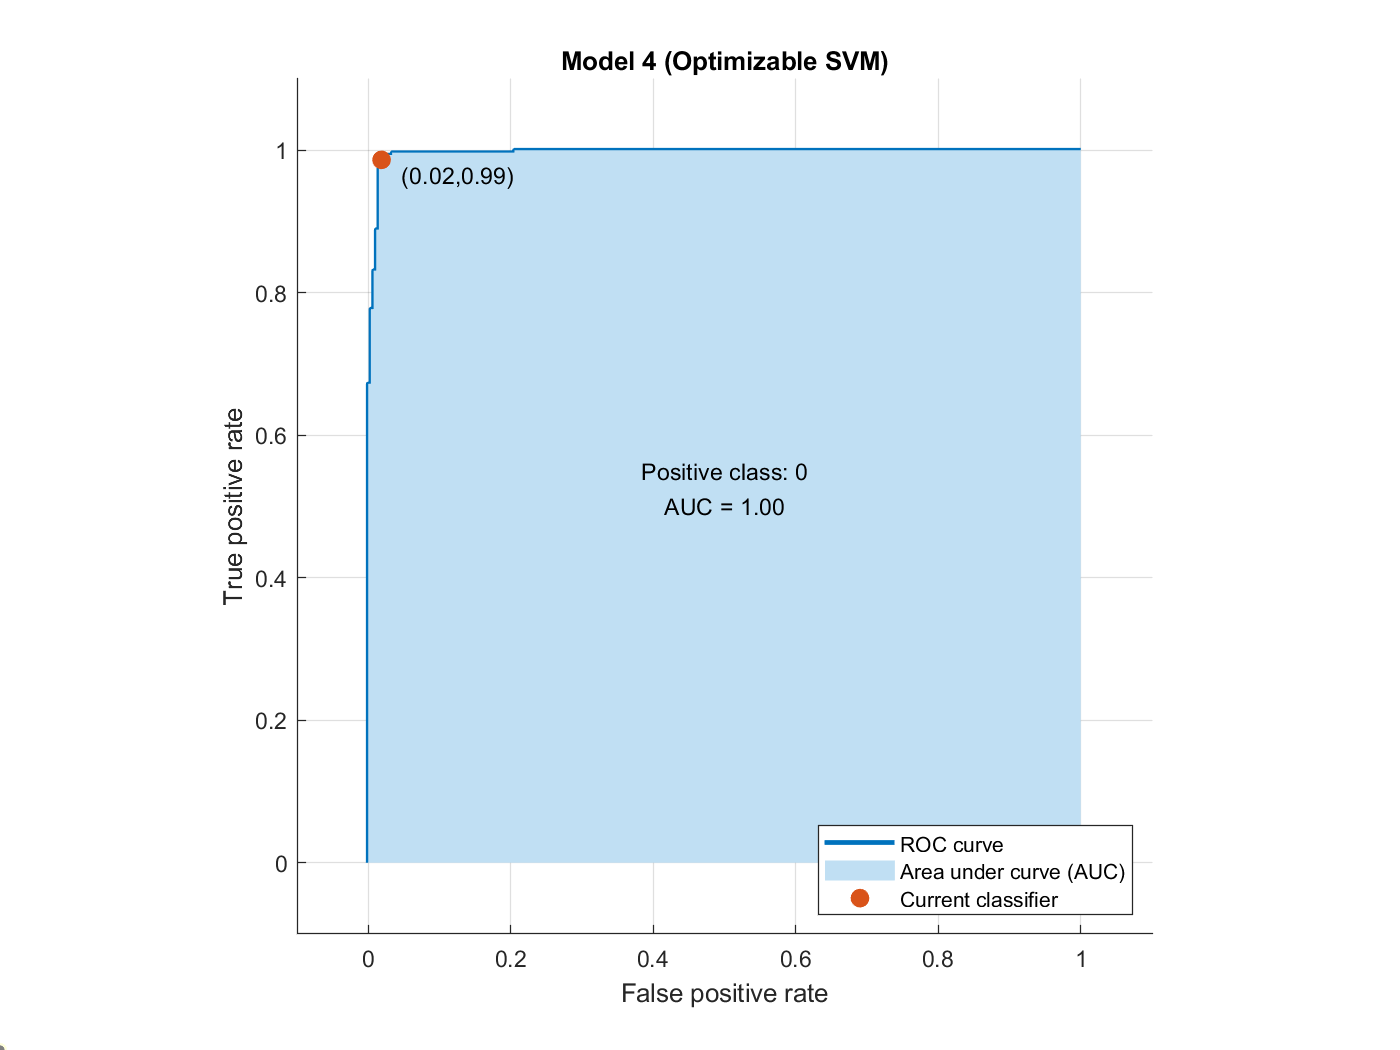 Model 4 (Optimizable SVM)
1
0.8
0.6
0.4
0.2
0
True positive rate
(0.02,0.99)
Positive class: 0
AUC = 1.00
ROC curve
Area under curve (AUC)
Current classifier
0 0.2 0.4 0.6 0.8 1
False positive rate